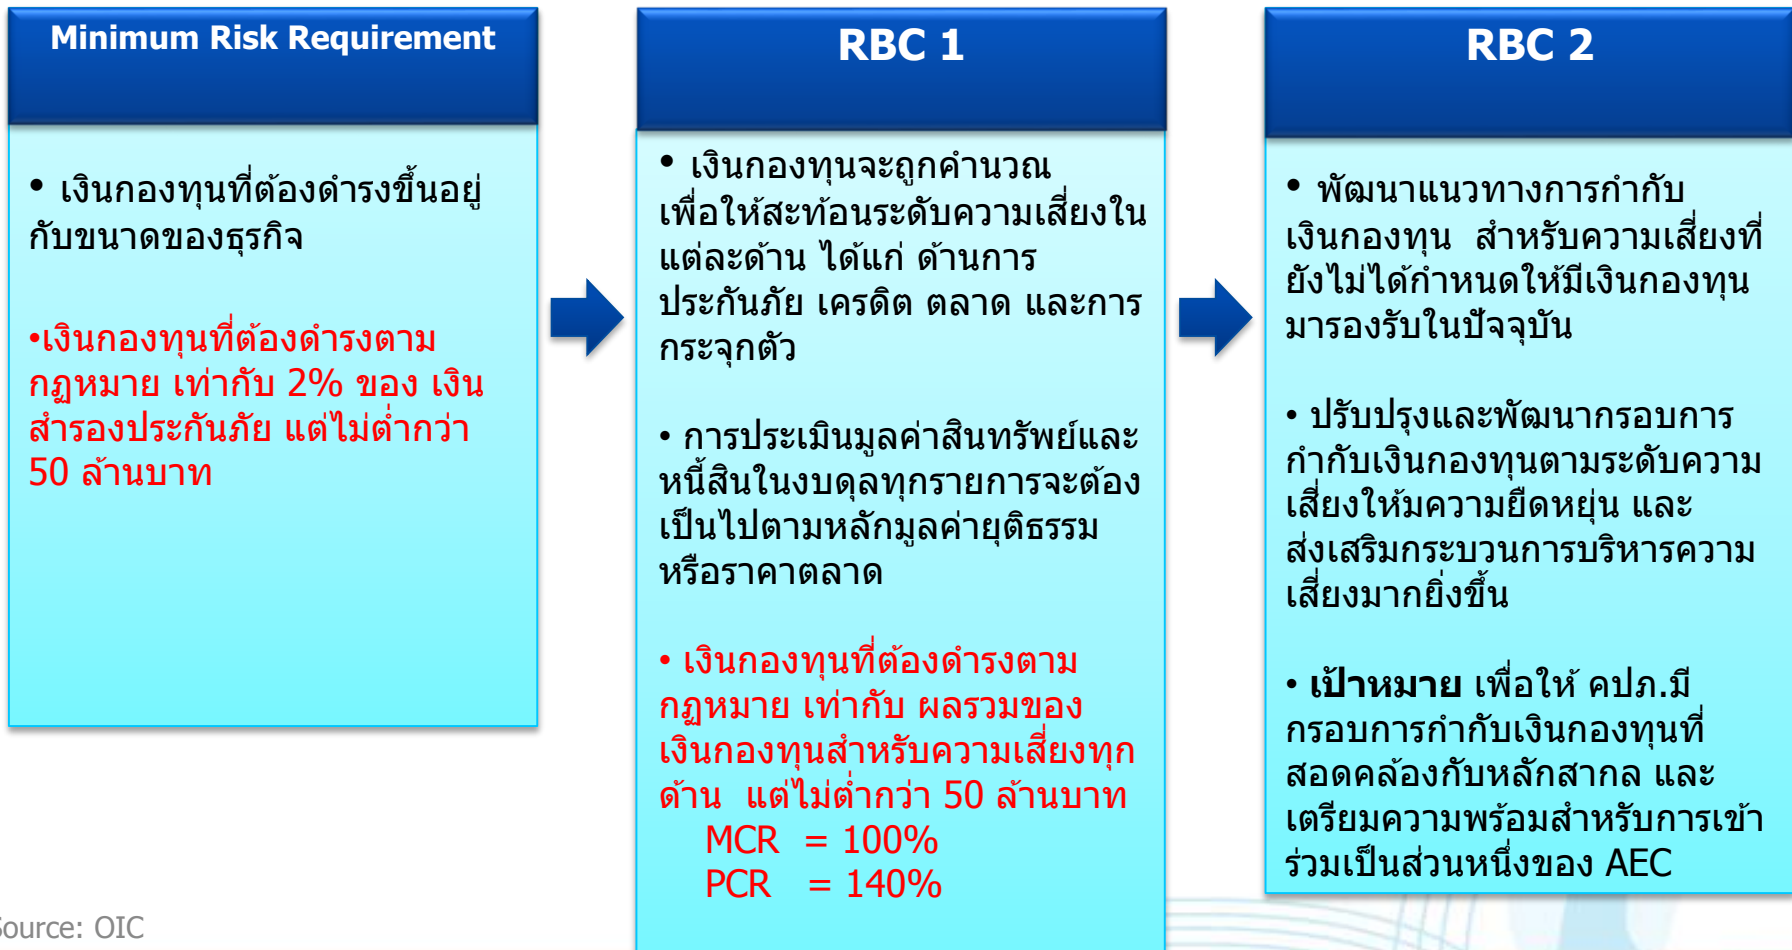 Minimum Risk Requirement
• เงินกองทุนที่ต้องดำรงขึ้นอยู่
กับขนาดของธุรกิจ
•เงินกองทุนที่ต้องดำรงตาม
กฏหมาย เท่ากับ 2% ของ เงิน
สำรองประกันภัย แต่ไม่ต่ำกว่า
50 ล้านบาท
RBC 1
• เงินกองทุนจะถูกคำนวณ
เพื่อให้สะท้อนระดับความเสี่ยงใน
แต่ละด้าน ได้แก่ ด้านการ
ประกันภัย เครดิต ตลาด และการ
กระจุกตัว
• การประเมินมูลค่าสินทรัพย์และ
หนี้สินในงบดุลทุกรายการจะต้อง
เป็นไปตามหลักมูลค่ายุติธรรม
หรือราคาตลาด
• เงินกองทุนที่ต้องดำรงตาม
กฏหมาย เท่ากับ ผลรวมของ
เงินกองทุนสำหรับความเสี่ยงทุก
ด้าน แต่ไม่ต่ำกว่า 50 ล้านบาท
MCR = 100%
PCR = 140%
RBC 2
• พัฒนาแนวทางการกำกับ
เงินกองทุน สำหรับความเสี่ยงที่
ยังไม่ได้กำหนดให้มีเงินกองทุน
มารองรับในปัจจุบัน
• ปรับปรุงและพัฒนากรอบการ
กำกับเงินกองทุนตามระดับความ
เสี่ยงให้มความยืดหยุ่น และ
ส่งเสริมกระบวนการบริหารความ
เสี่ยงมากยิ่งขึ้น
• เป้าหมาย เพื่อให้ คปภ.มี
กรอบการกำกับเงินกองทุนที่
สอดคล้องกับหลักสากล และ
เตรียมความพร้อมสำหรับการเข้า
ร่วมเป็นส่วนหนึ่งของ AEC
Source: OIC